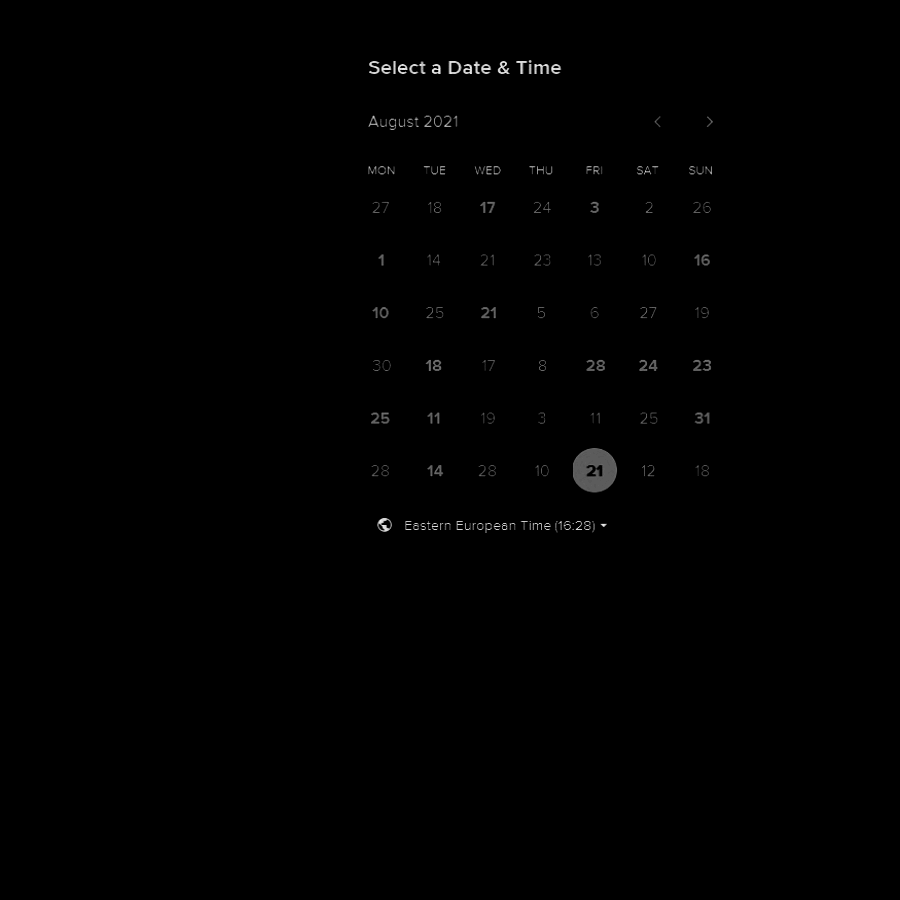 Select a Date & Time
August 2021
MON TUE WED THU FRI SAT SUN
27 18 17 24 3 2 26
1 14 21 23 13 10 16
10 25 21 5 6 27 19
30 18 17 8 28 24 23
25 11 19 3 11 25 31
28 14 28 10 21 12 18
Eastern European Time (16:28)